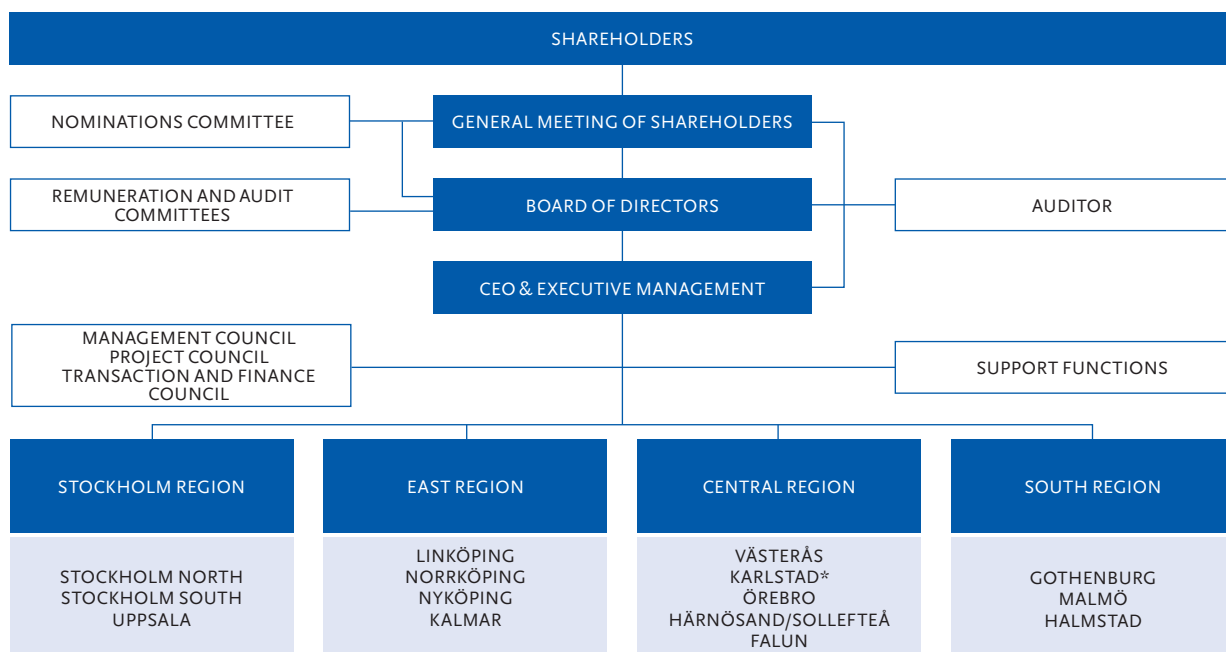 SHAREHOLDERS
NOMINATIONS COMMITTEE
GENERAL MEETING OF SHAREHOLDERS
REMUNERATION AND AUDIT
COMMITTEES
BOARD OF DIRECTORS
AUDITOR
CEO & EXECUTIVE MANAGEMENT
MANAGEMENT COUNCIL
PROJECT COUNCIL
TRANSACTION AND FINANCE
COUNCIL
SUPPORT FUNCTIONS
STOCKHOLM REGION
STOCKHOLM NORTH
STOCKHOLM SOUTH
UPPSALA
EAST REGION
LINKÖPING
NORRKÖPING
NYKÖPING
KALMAR
CENTRAL REGION
VÄSTERÅS
KARLSTAD*
ÖREBRO
HÄRNÖSAND/SOLLEFTEÅ
FALUN
SOUTH REGION
GOTHENBURG
MALMÖ
HALMSTAD